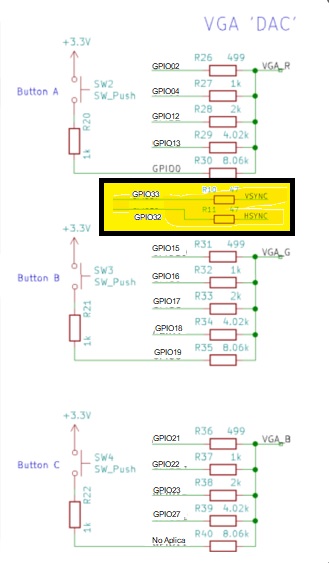 VGA 'DAC'
+3.3V
Button A
SW2
SW_Push
R20
1k
GPIO02
R26 499
VGA_R
GPIO04
R27 1k
GPIO12
R28 2k
GPIO13
R29 4.02k
GPIO0
R30 8.06k
GPIO33
R10 47
VSYNC
GPIO32
R11 47
HSYNC
+3.3V
Button B
SW3
SW_Push
R21
1k
GPIO15
R31 499
VGA_G
GPIO16
R32 1k
GPIO17
R33 2k
GPIO18
R34 4.02k
GPIO19
R35 8.06k
+3.3V
Button C
SW4
SW_Push
R22
1k
GPIO21
R36 499
VGA_B
GPIO22
R37 1k
GPIO23
R38 2k
GPIO27
R39 4.02k
No Aplica
R40 8.06k